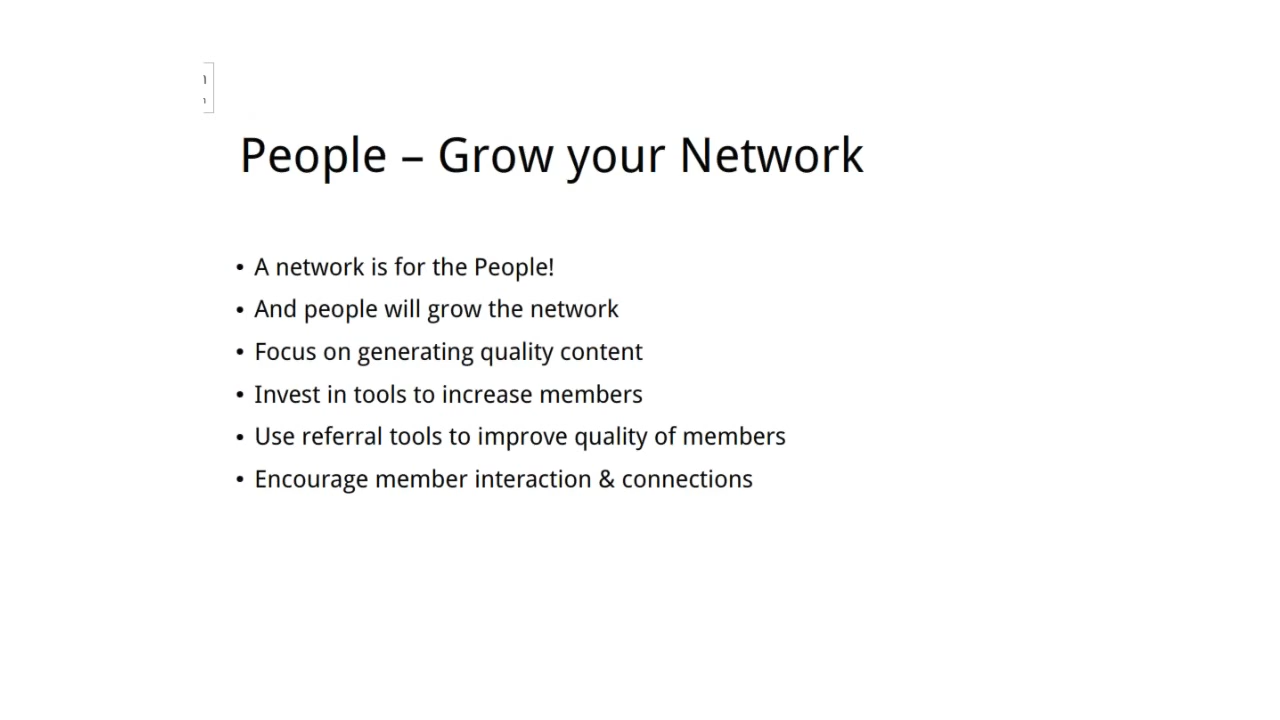 People – Grow your Network
• A network is for the People!
• And people will grow the network
• Focus on generating quality content
• Invest in tools to increase members
• Use referral tools to improve quality of members
• Encourage member interaction & connections